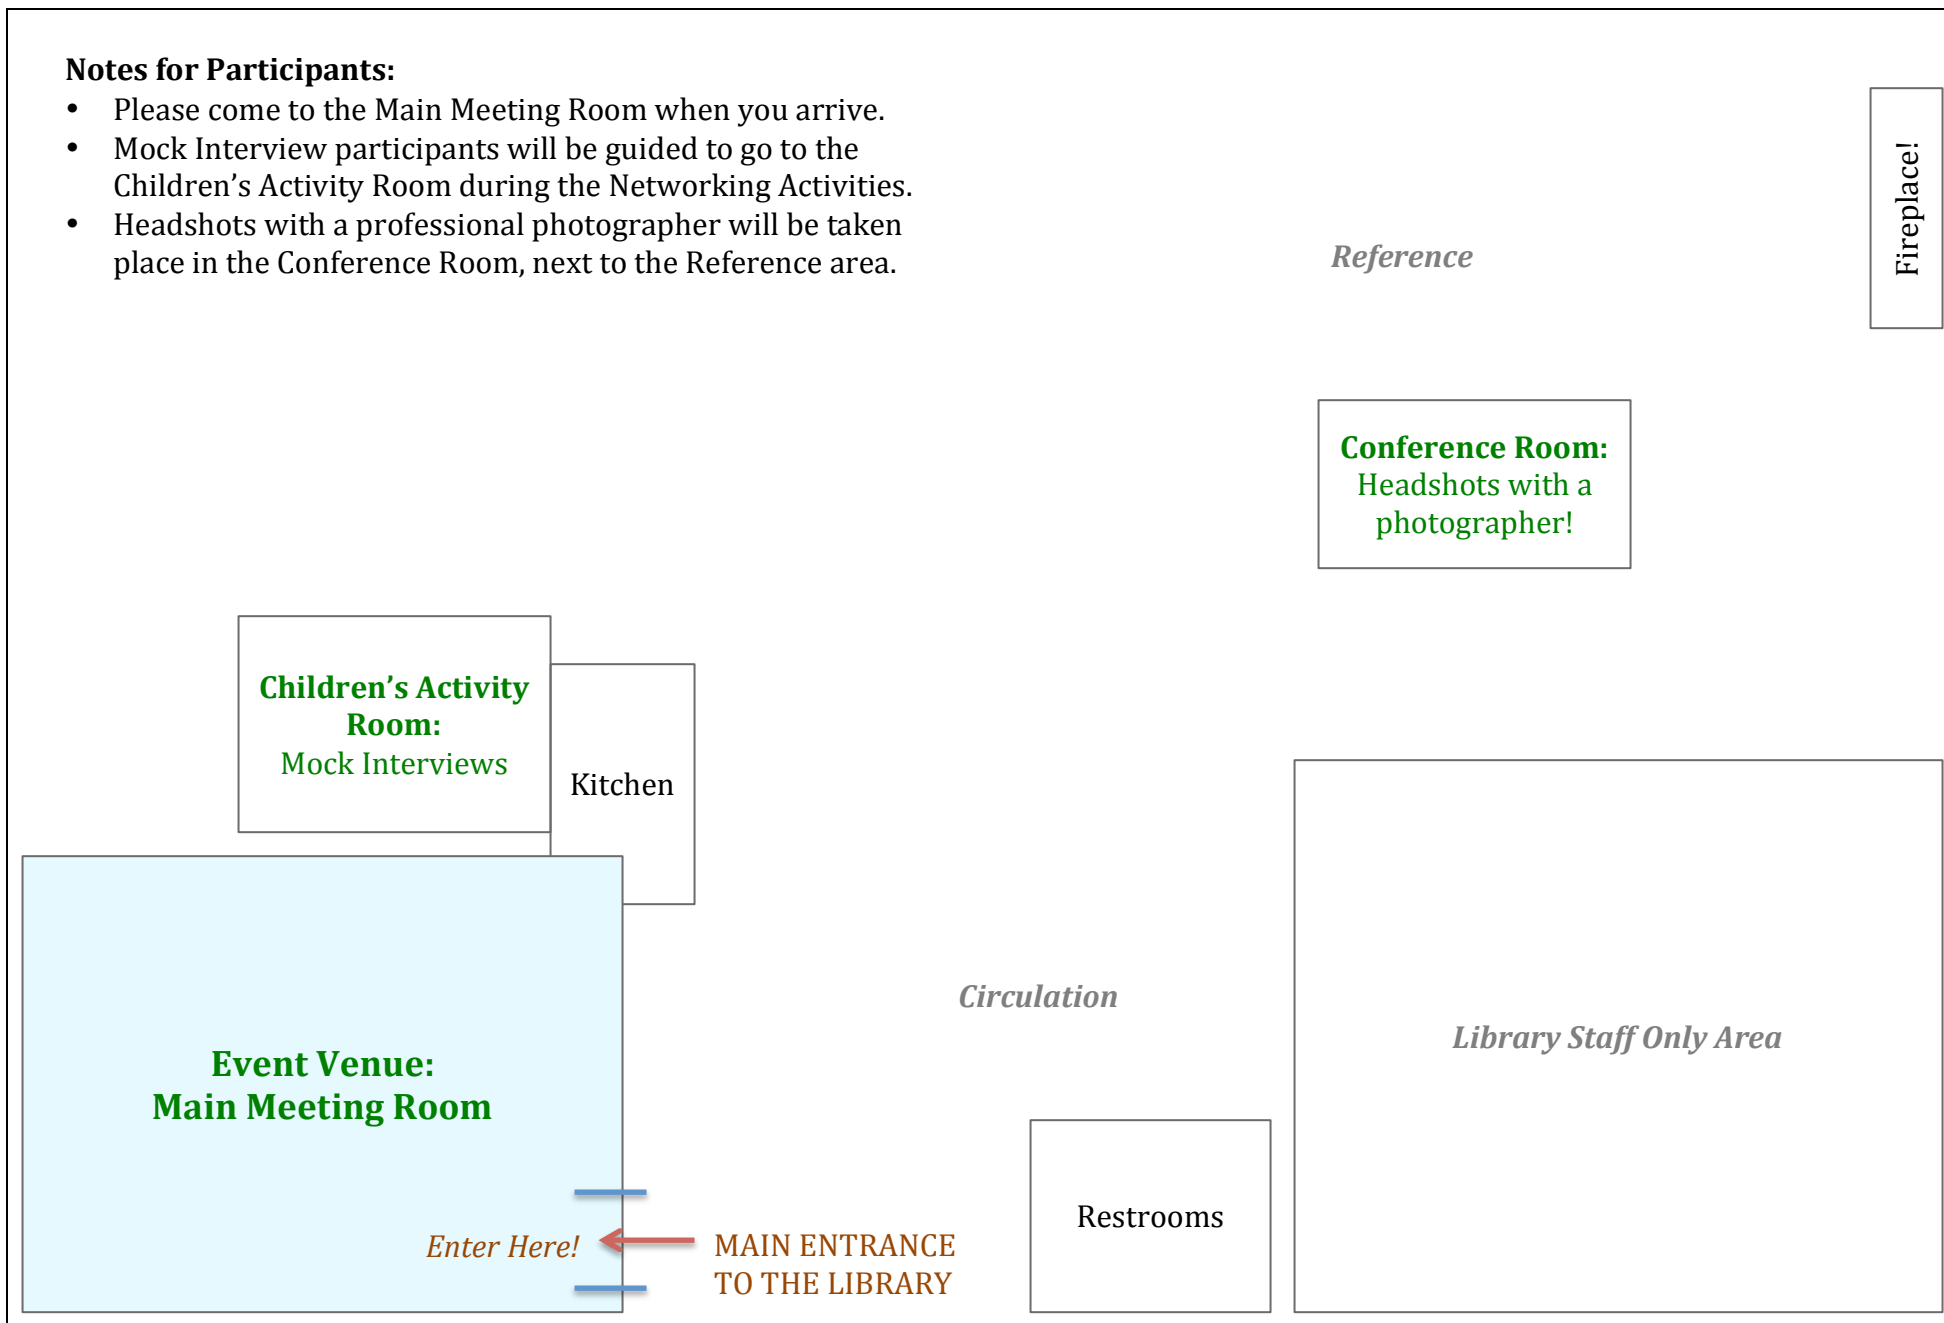 Notes for Participants:
• Please come to the Main Meeting Room when you arrive.
• Mock Interview participants will be guided to go to the
Children’s Activity Room during the Networking Activities.
• Headshots with a professional photographer will be taken
place in the Conference Room, next to the Reference area.
Fireplace!
Reference
Conference Room:
Headshots with a
photographer!
Children’s Activity
Room:
Mock Interviews
Kitchen
Circulation
Library Staff Only Area
Event Venue:
Main Meeting Room
Restrooms
Enter Here!
MAIN ENTRANCE
TO THE LIBRARY